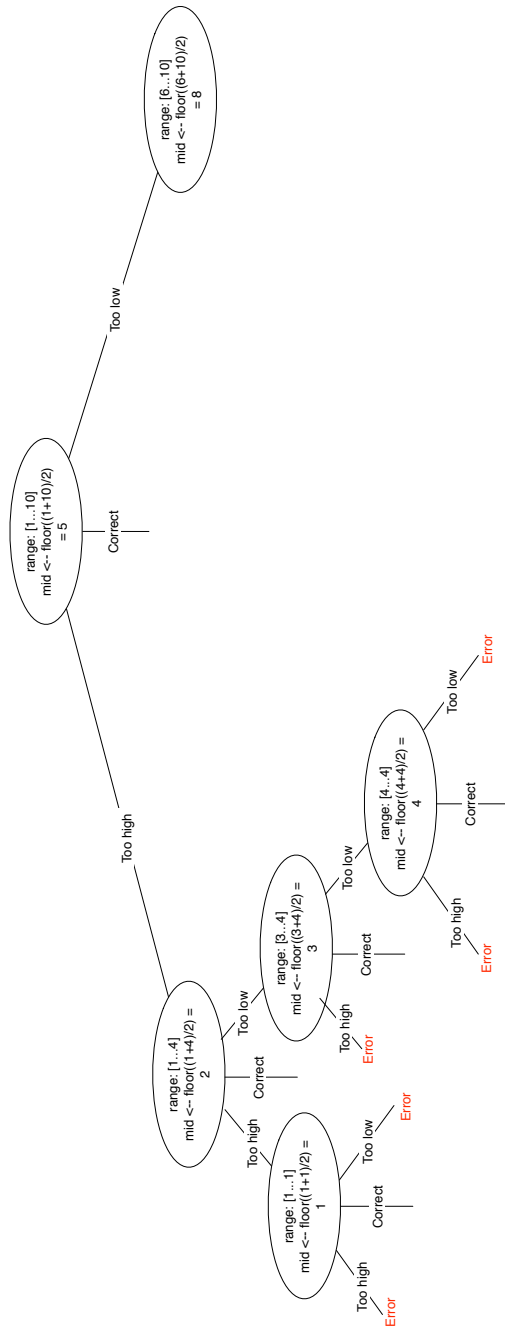 range: [1...10]
mid <-- floor((1+10)/2)
= 5
Too high
Correct
Too low
range: [1...4]
mid <-- floor((1+4)/2) =
2
range: [6...10]
mid <-- floor((6+10)/2)
= 8
Too high
Correct
Too low
range: [1...1]
mid <-- floor((1+1)/2) =
1
range: [3...4]
mid <-- floor((3+4)/2) =
3
Too high
Correct
Too low
Too high
Correct
Too low
Error
Error
Error
range: [4...4]
mid <-- floor((4+4)/2) =
4
Too high
Correct
Too low
Error
Error